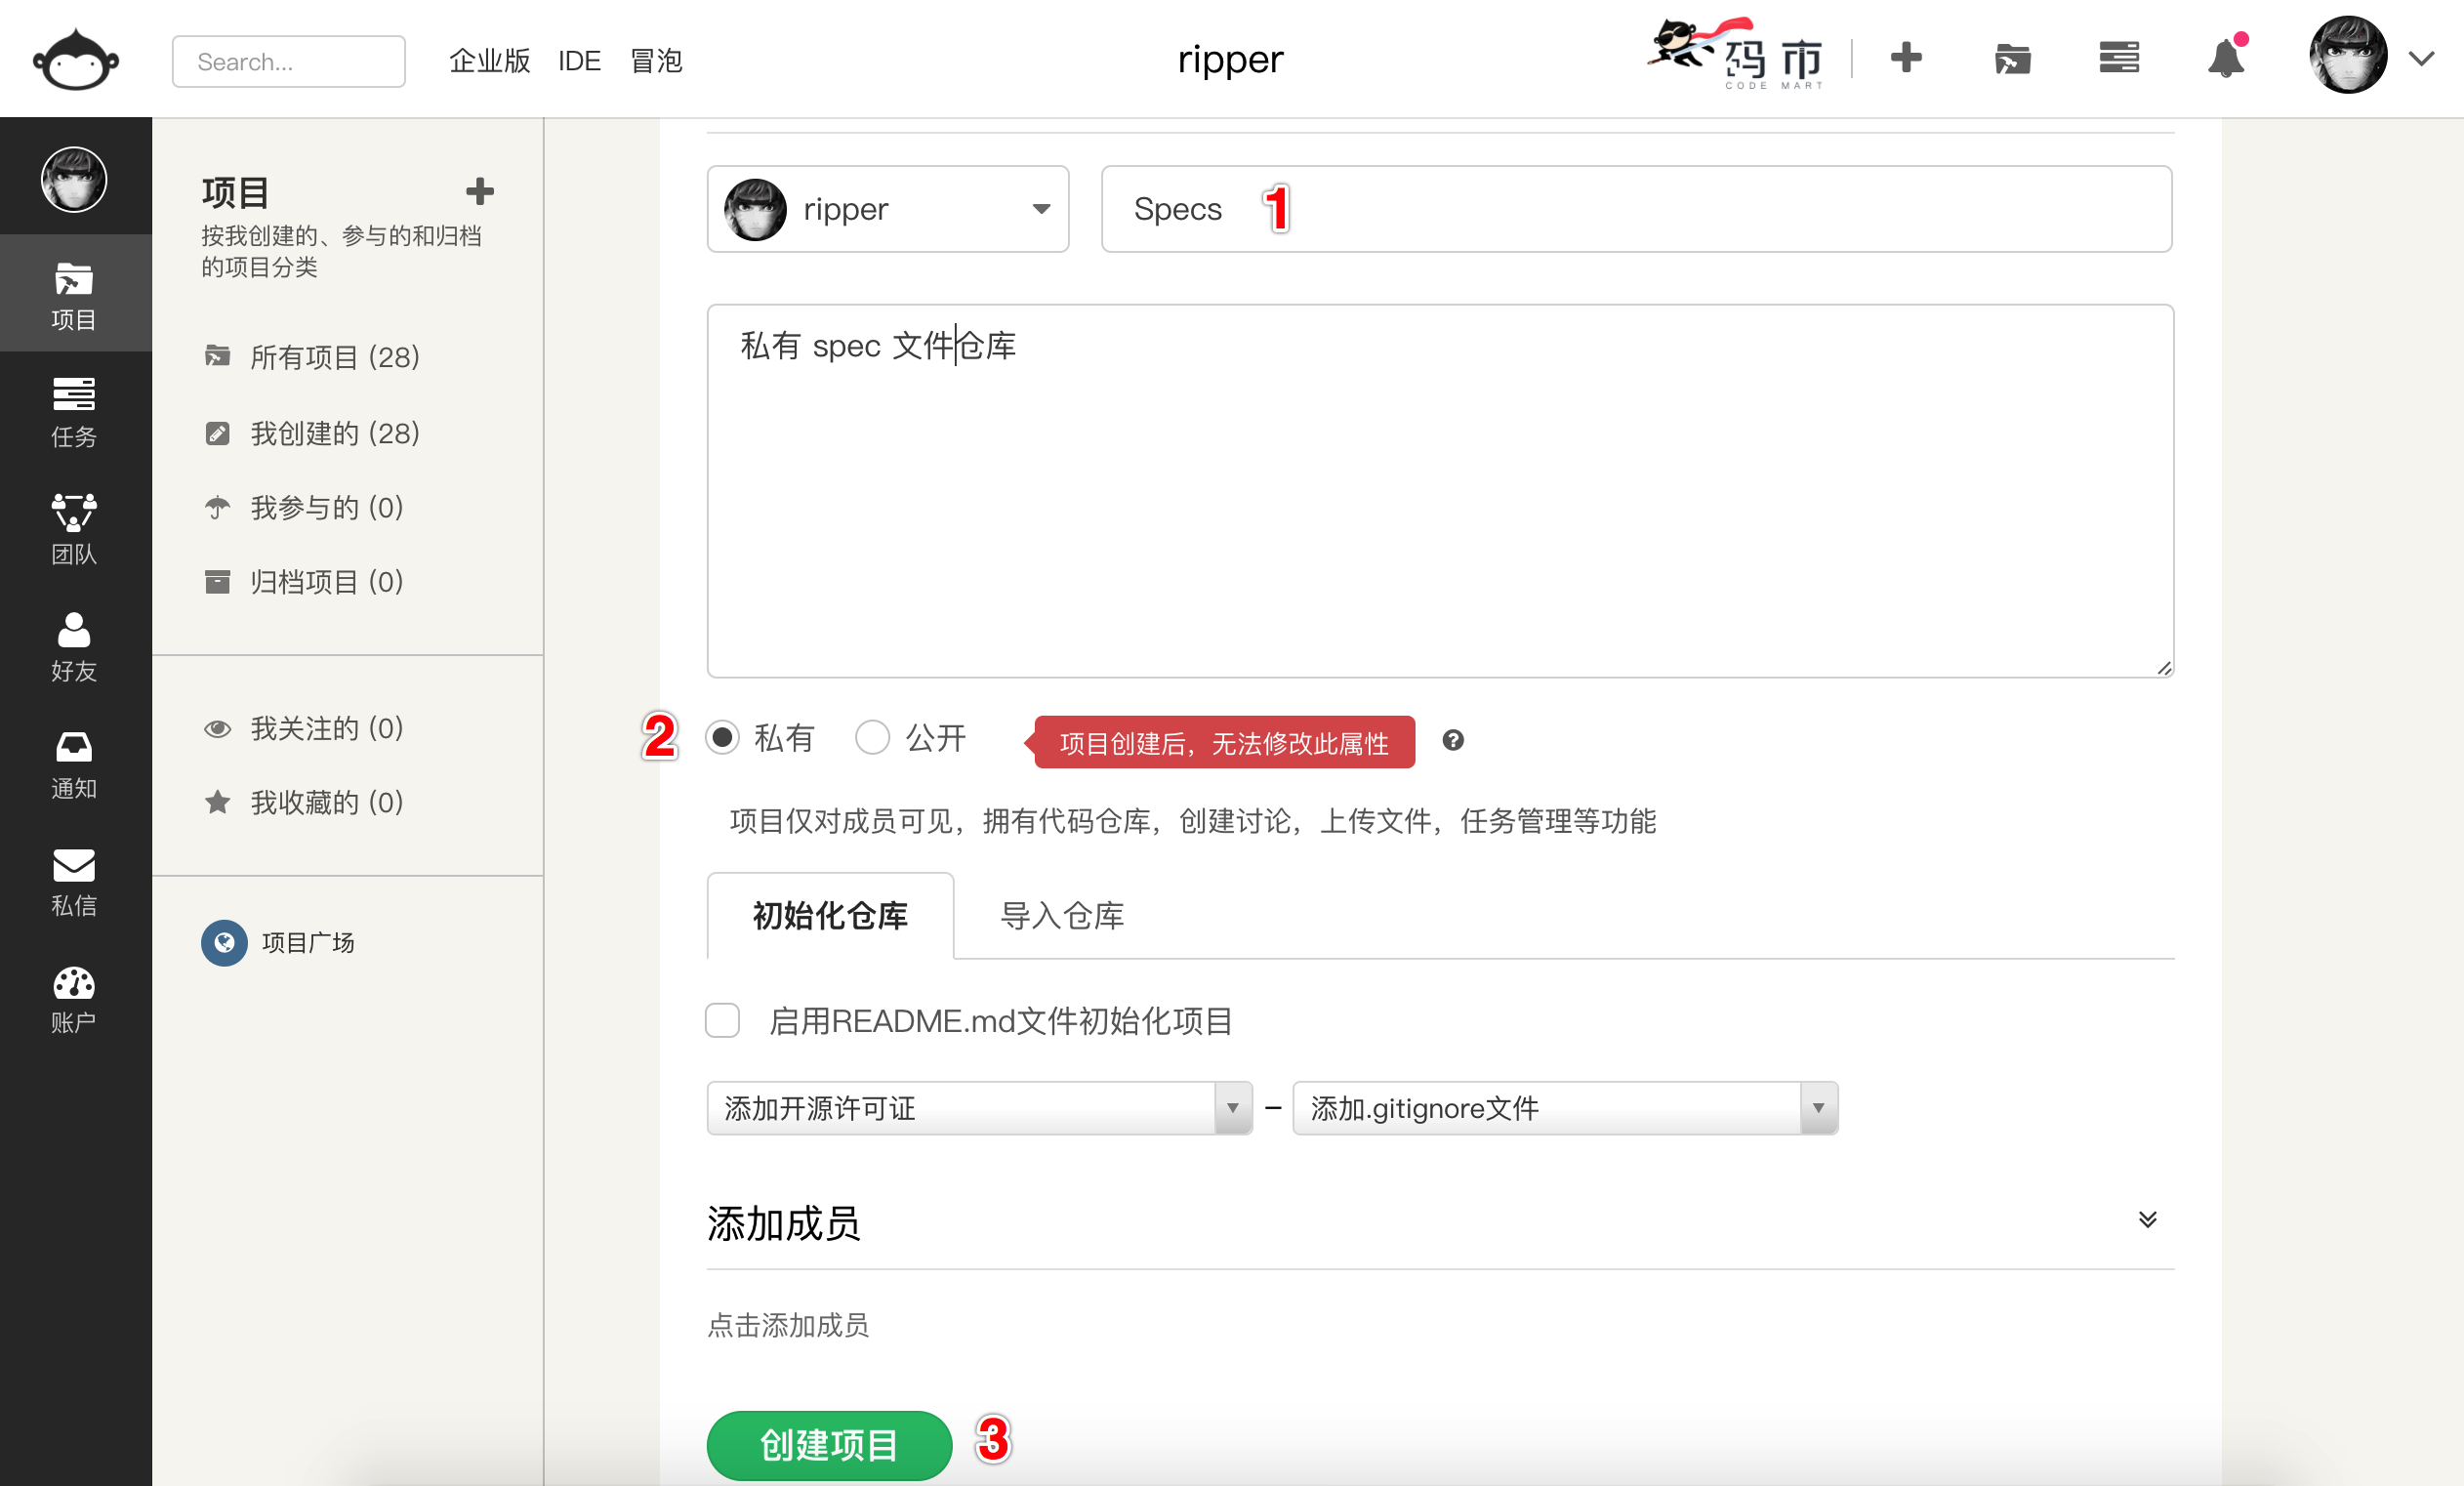 Search...
企业版 IDE 冒泡
ripper
码市
CODE MART
项目
任务
团队
好友
通知
私信
账户
项目
按我创建的、参与的和归档
的项目分类
所有项目 (28)
我创建的 (28)
我参与的 (0)
归档项目 (0)
我关注的 (0)
我收藏的 (0)
项目广场
ripper
Specs 1
私有 spec 文件仓库
2 私有 公开 项目创建后，无法修改此属性
项目仅对成员可见，拥有代码仓库，创建讨论，上传文件，任务管理等功能
初始化仓库 导入仓库
启用README.md文件初始化项目
添加开源许可证 – 添加.gitignore文件
添加成员
点击添加成员
创建项目 3